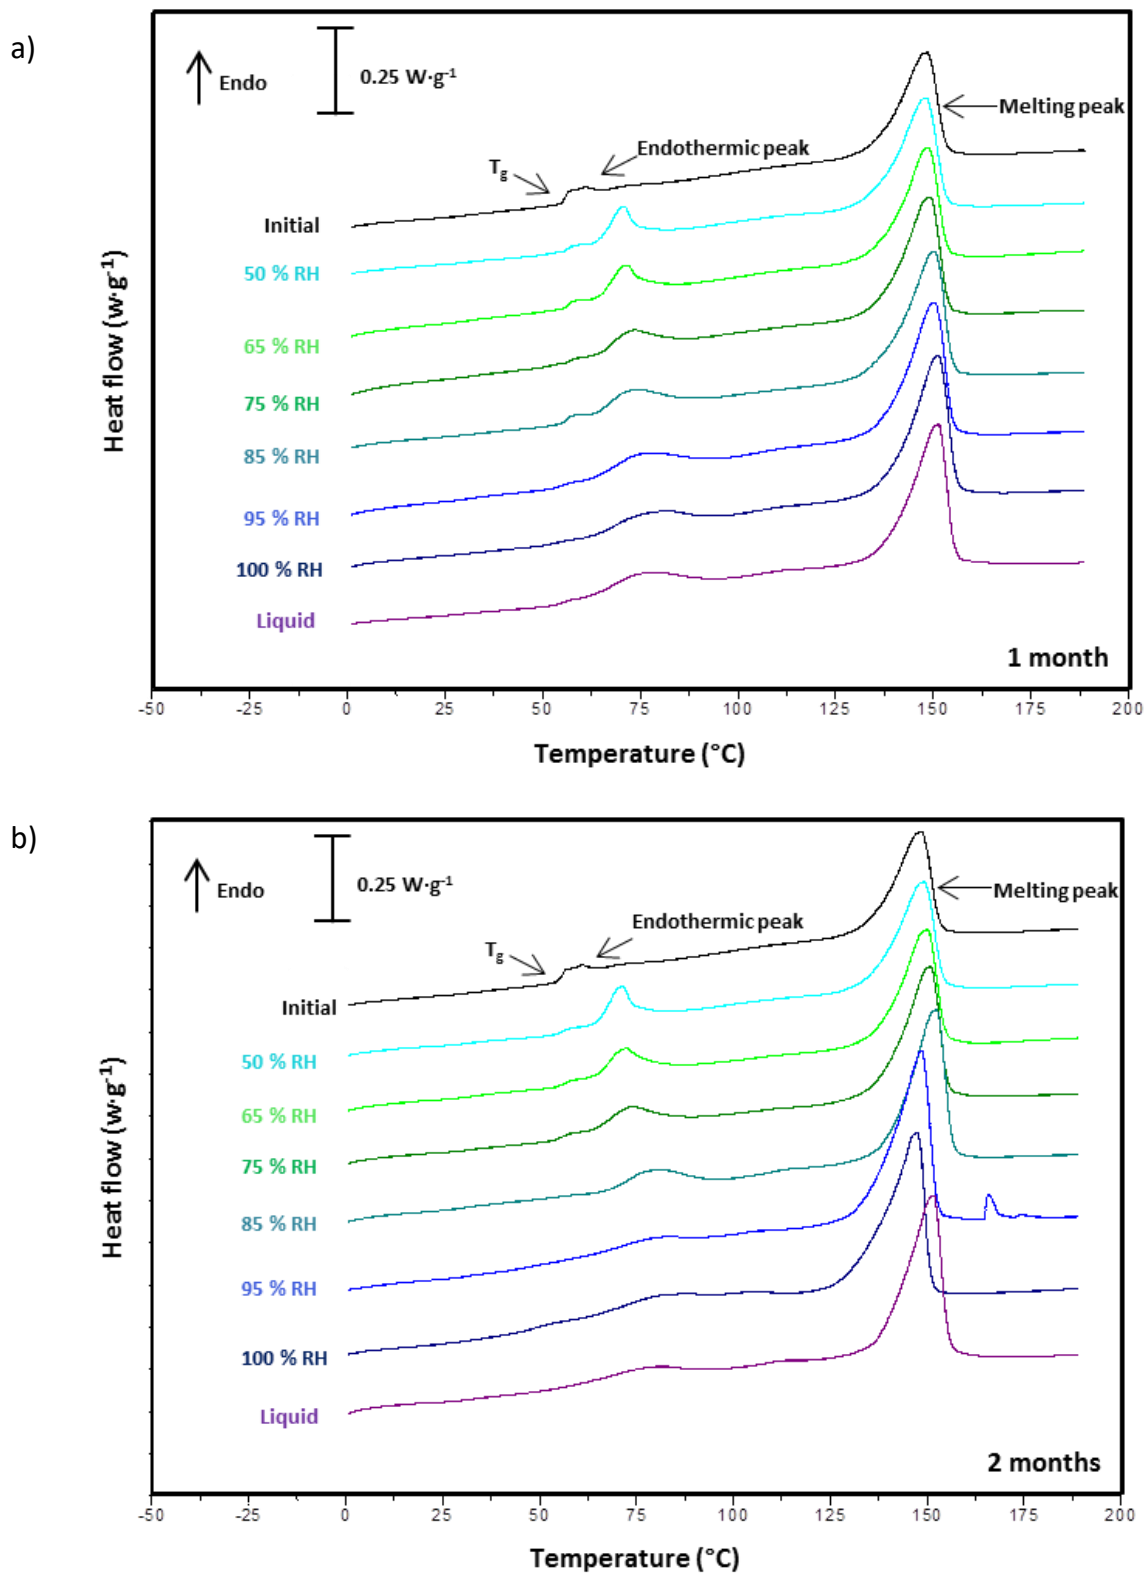 a)
Endo
0.25 W·g⁻¹
Melting peak
Endothermic peak
Tg
Initial
50 % RH
65 % RH
75 % RH
85 % RH
95 % RH
100 % RH
Liquid
Heat flow (w·g⁻¹)
1 month
-50 -25 0 25 50 75 100 125 150 175 200
Temperature (°C)
b)
Endo
0.25 W·g⁻¹
Melting peak
Endothermic peak
Tg
Initial
50 % RH
65 % RH
75 % RH
85 % RH
95 % RH
100 % RH
Liquid
Heat flow (w·g⁻¹)
2 months
-50 -25 0 25 50 75 100 125 150 175 200
Temperature (°C)